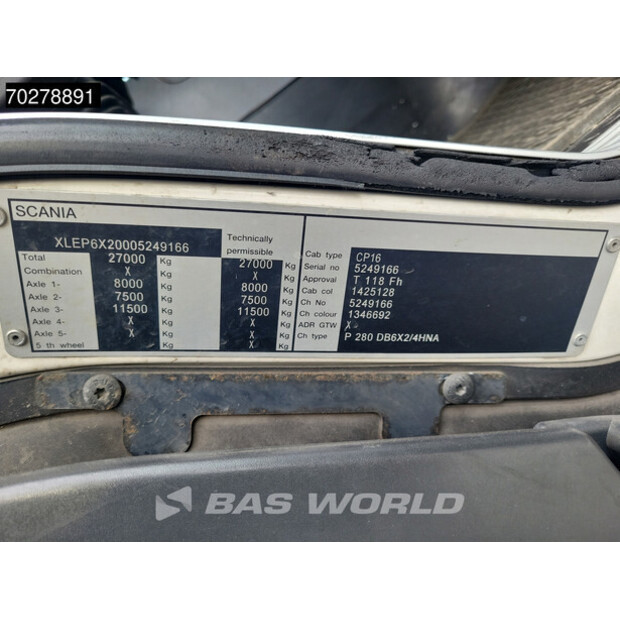 70278891
SCANIA
XLEP6X20005249166
Technically
permissible
Total 27000 Kg 27000 Kg
Combination X Kg X Kg
Axle 1- 8000 Kg 8000 Kg
Axle 2- 7500 Kg 7500 Kg
Axle 3- 11500 Kg 11500 Kg
Axle 4- X Kg X Kg
Axle 5- X Kg X Kg
5 th wheel X Kg X Kg
Cab type CP16
Serial no 5249166
Approval T 118 Fh
Cab col 1425128
Ch No 5249166
Ch colour 1346692
ADR GTW X
Ch type P 280 DB6X2/4HNA
BAS WORLD